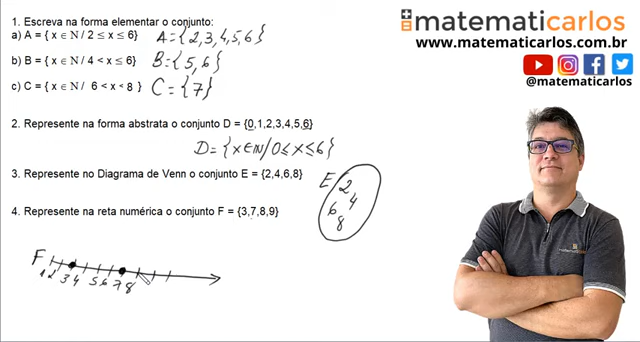 1. Escreva na forma elementar o conjunto:
a) A = { x ∈ N / 2 ≤ x ≤ 6} A = {2,3,4,5,6}
b) B = { x ∈ N / 4 < x ≤ 6} B = {5,6}
c) C = { x ∈ N / 6 < x < 8 } C = {7}
2. Represente na forma abstrata o conjunto D = {0,1,2,3,4,5,6}
D = {x ∈ N / 0 ≤ x ≤ 6}
3. Represente no Diagrama de Venn o conjunto E = {2,4,6,8}
E 2
4
6
8
4. Represente na reta numérica o conjunto F = {3,7,8,9}
F
1 2 3 4 5 6 7 8
matematicarlos
www.matematicarlos.com.br
@matematicarlos
matematicarlos